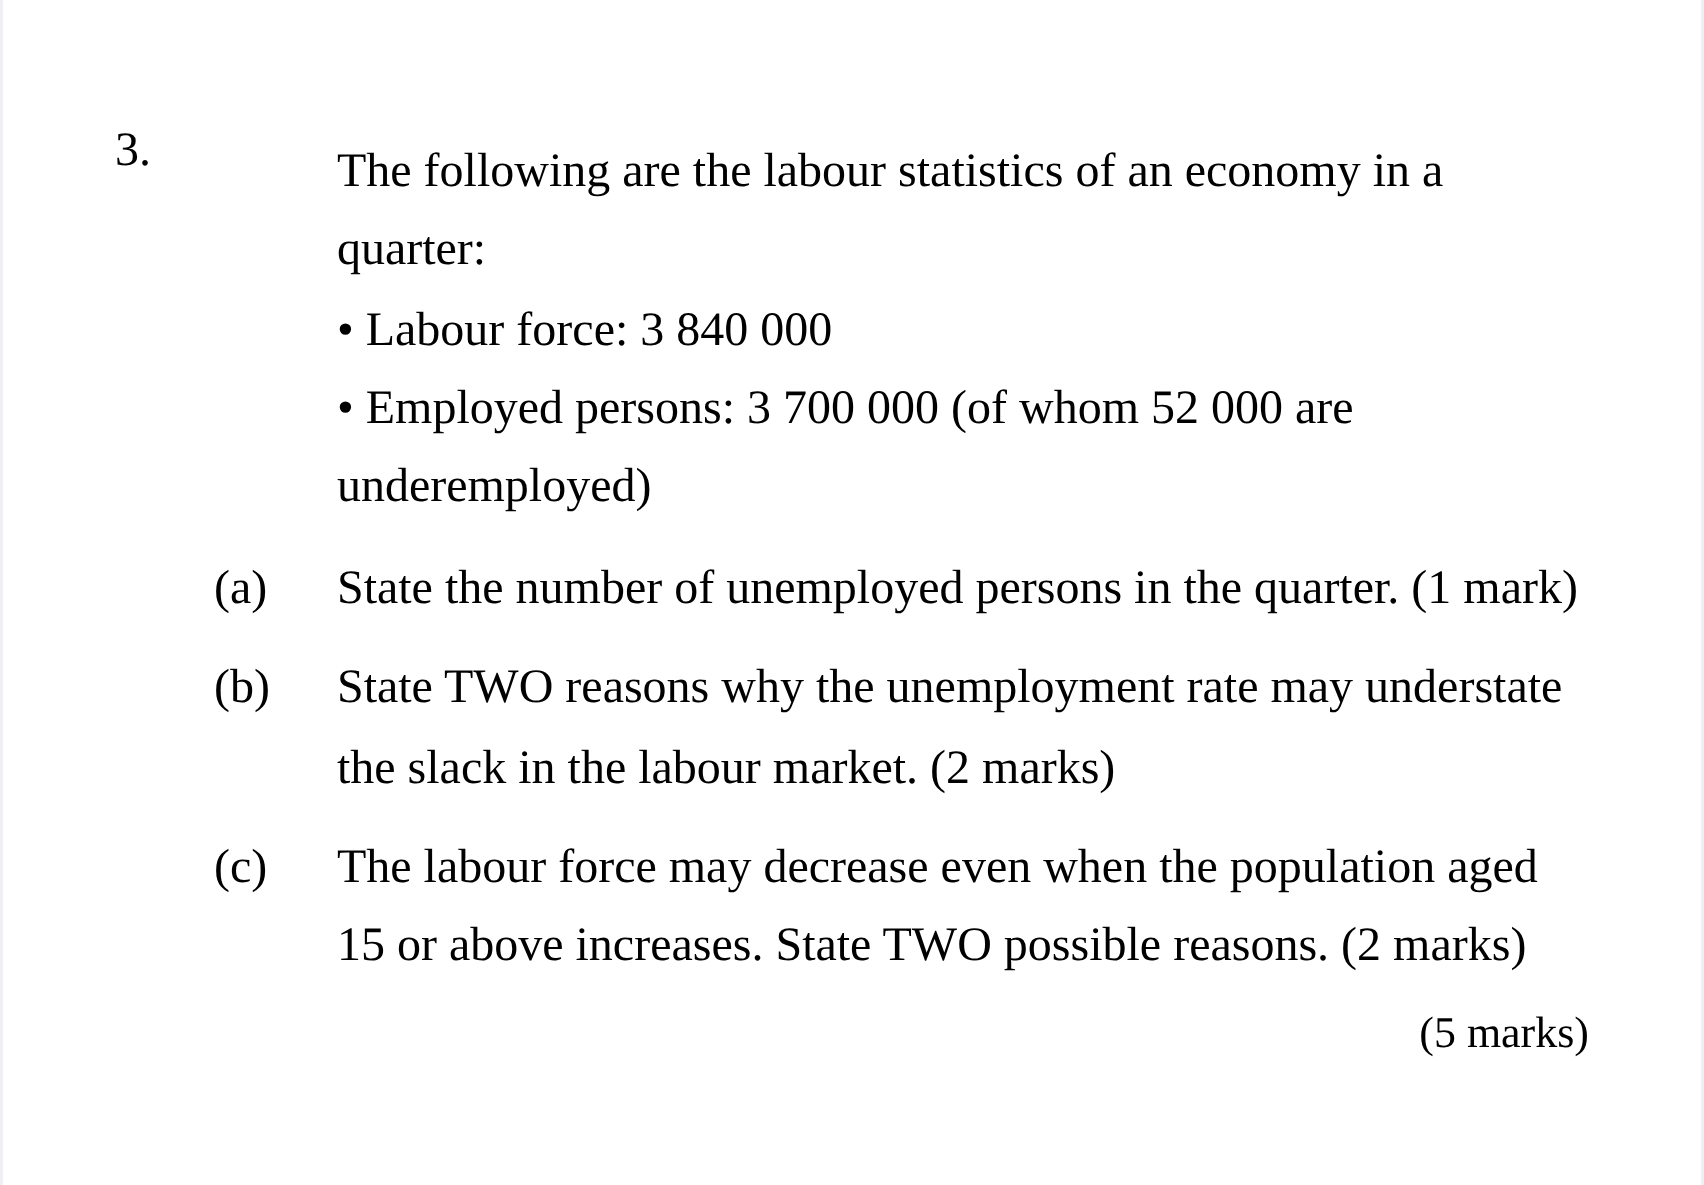 3.
The following are the labour statistics of an economy in a
quarter:
• Labour force: 3 840 000
• Employed persons: 3 700 000 (of whom 52 000 are
underemployed)
(a) State the number of unemployed persons in the quarter. (1 mark)
(b) State TWO reasons why the unemployment rate may understate
the slack in the labour market. (2 marks)
(c) The labour force may decrease even when the population aged
15 or above increases. State TWO possible reasons. (2 marks)
(5 marks)